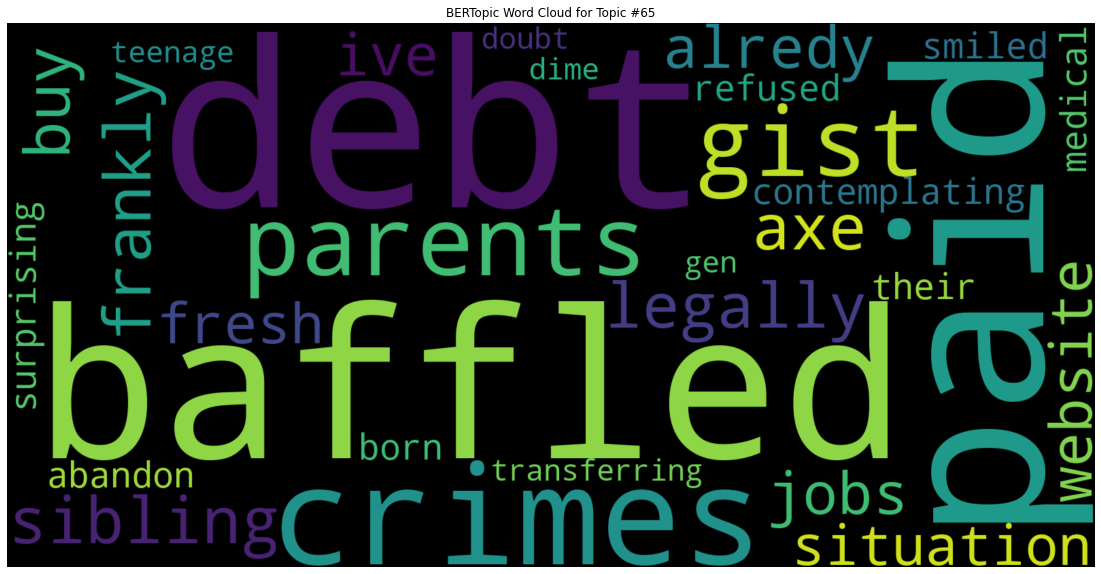 BERTopic Word Cloud for Topic #65
teenage
ive
doubt
dime
alredy
smiled
buy
debt
refused
medical
frankly
gist
paid
contemplating
parents
axe
surprising
gen
their
fresh
legally
website
baffled
born
abandon
transferring
sibling
crimes
jobs
situation